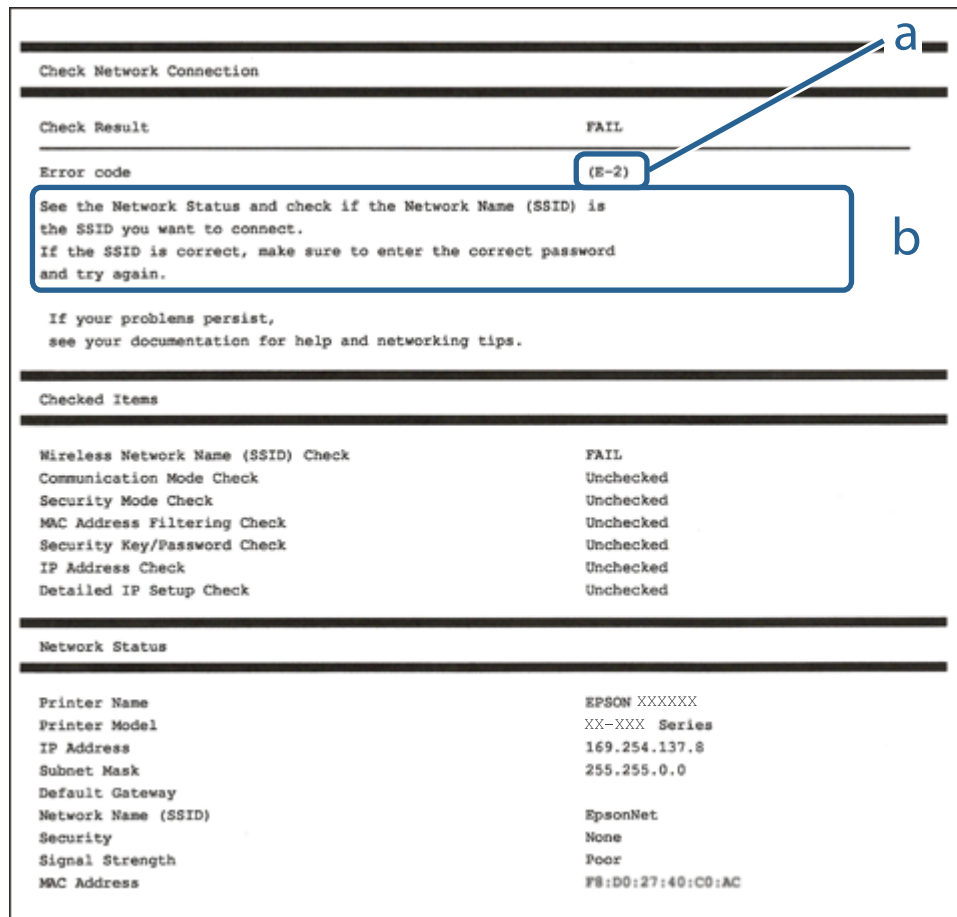 a
Check Network Connection
Check Result FAIL
Error code (E-2)
See the Network Status and check if the Network Name (SSID) is
the SSID you want to connect.
If the SSID is correct, make sure to enter the correct password
and try again.
b
If your problems persist,
see your documentation for help and networking tips.
Checked Items
Wireless Network Name (SSID) Check FAIL
Communication Mode Check Unchecked
Security Mode Check Unchecked
MAC Address Filtering Check Unchecked
Security Key/Password Check Unchecked
IP Address Check Unchecked
Detailed IP Setup Check Unchecked
Network Status
Printer Name EPSON XXXXXX
Printer Model XX-XXX Series
IP Address 169.254.137.8
Subnet Mask 255.255.0.0
Default Gateway
Network Name (SSID) EpsonNet
Security None
Signal Strength Poor
MAC Address F8:D0:27:40:C0:AC